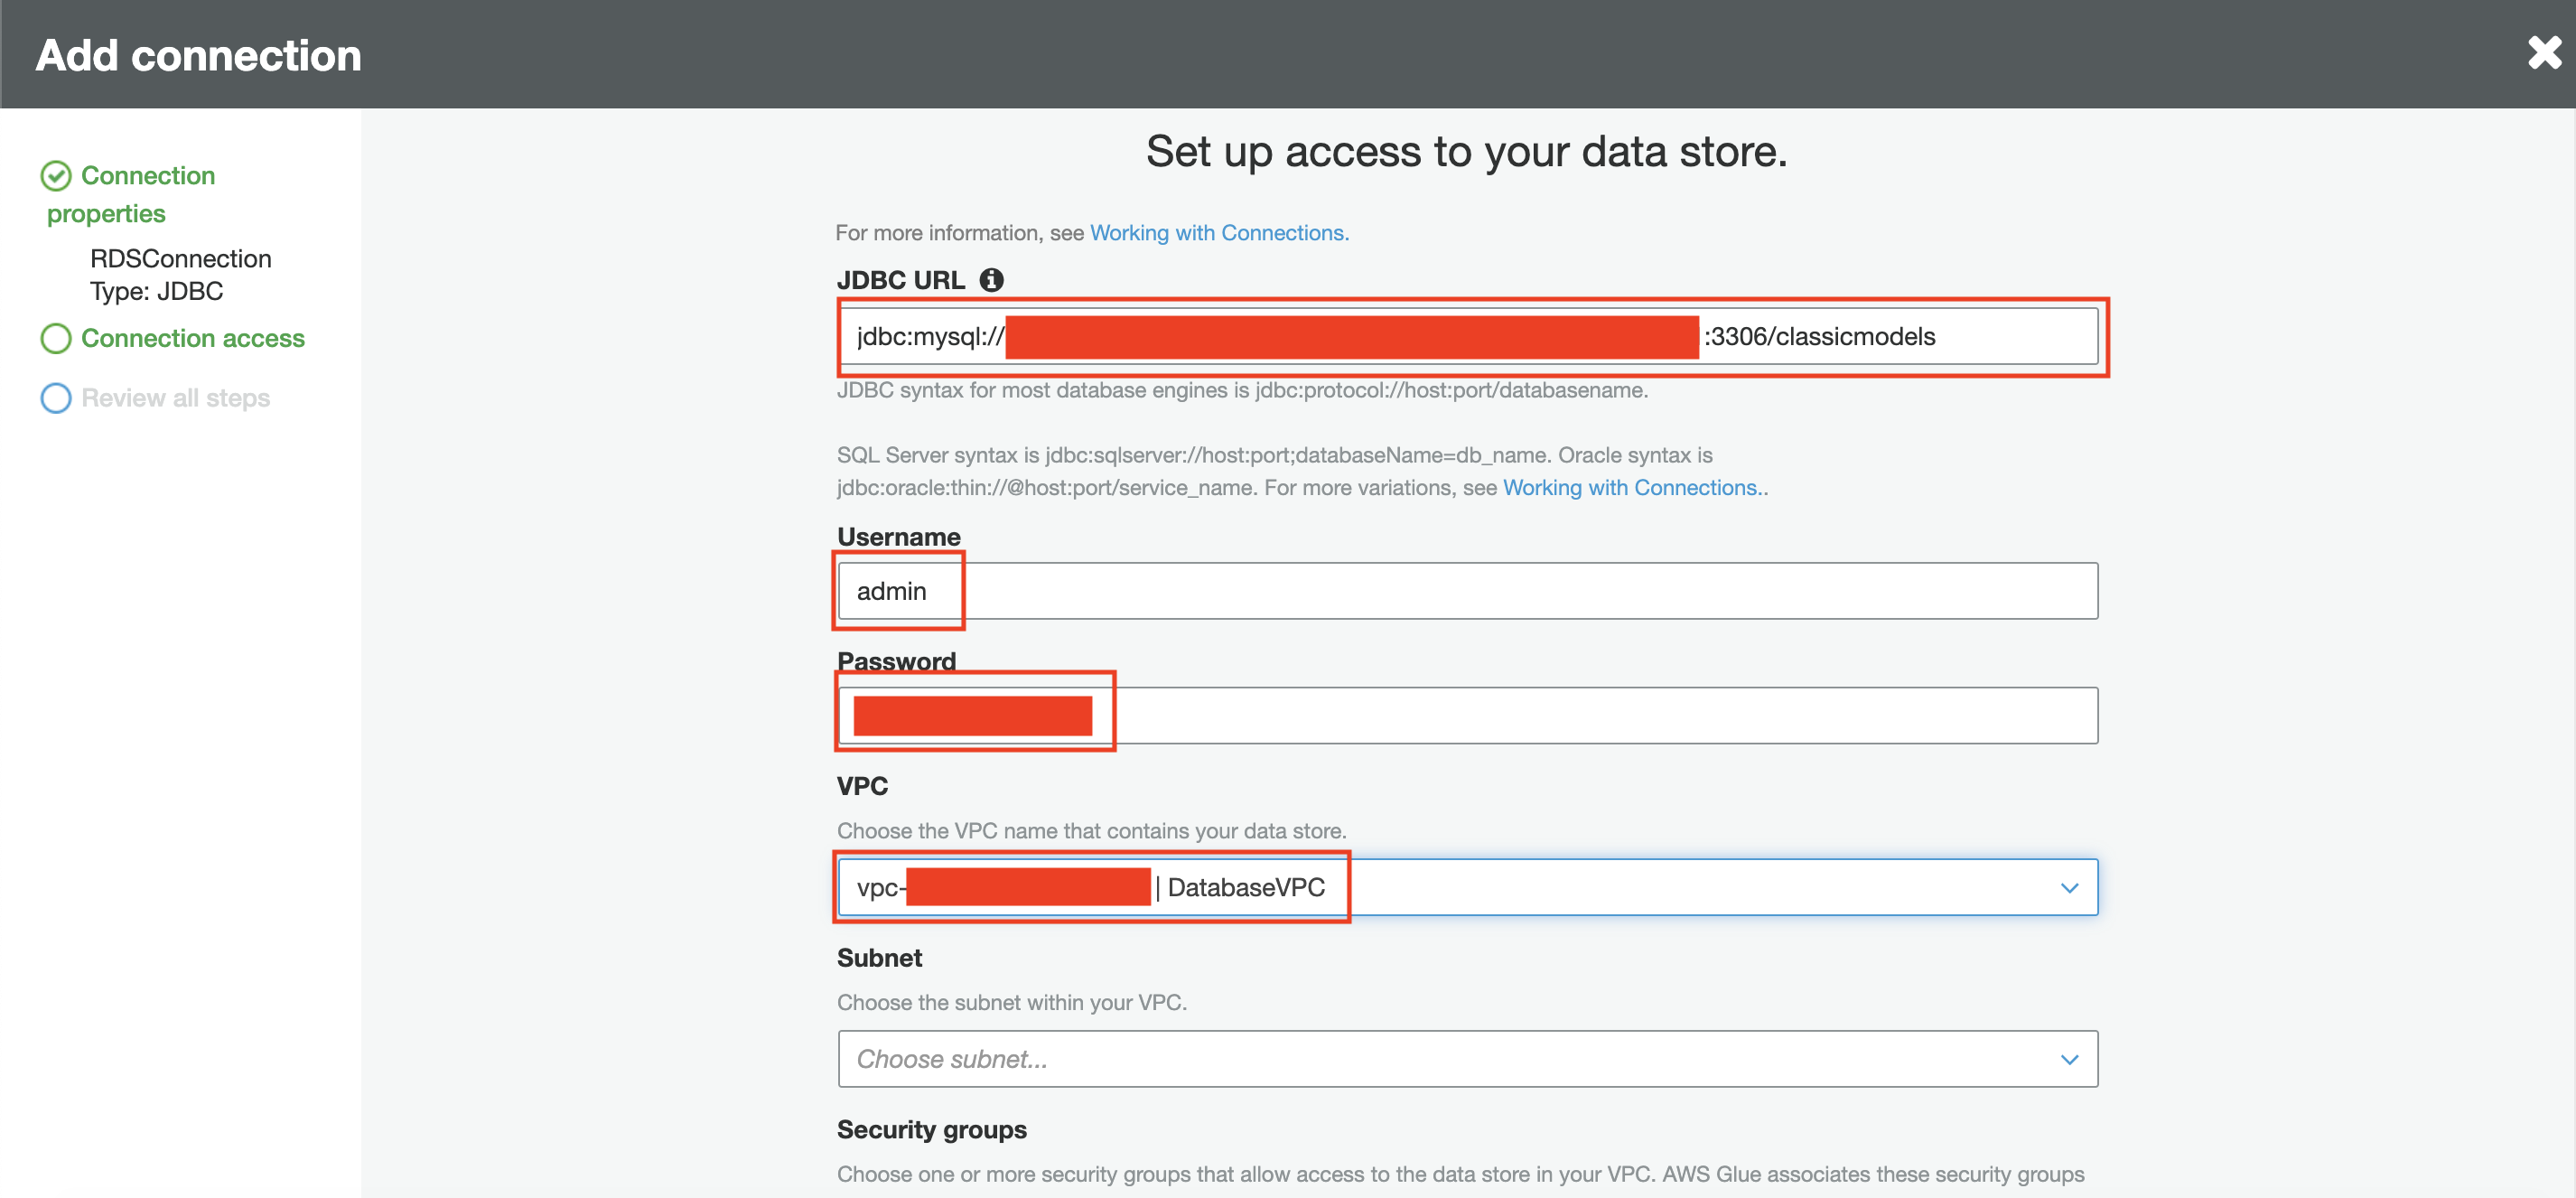 Add connection
Connection
properties
RDSConnection
Type: JDBC
Connection access
Review all steps
Set up access to your data store.
For more information, see Working with Connections.
JDBC URL
jdbc:mysql:// :3306/classicmodels
JDBC syntax for most database engines is jdbc:protocol://host:port/databasename.
SQL Server syntax is jdbc:sqlserver://host:port;databaseName=db_name. Oracle syntax is
jdbc:oracle:thin://@host:port/service_name. For more variations, see Working with Connections..
Username
admin
Password
VPC
Choose the VPC name that contains your data store.
vpc- | DatabaseVPC
Subnet
Choose the subnet within your VPC.
Choose subnet...
Security groups
Choose one or more security groups that allow access to the data store in your VPC. AWS Glue associates these security groups